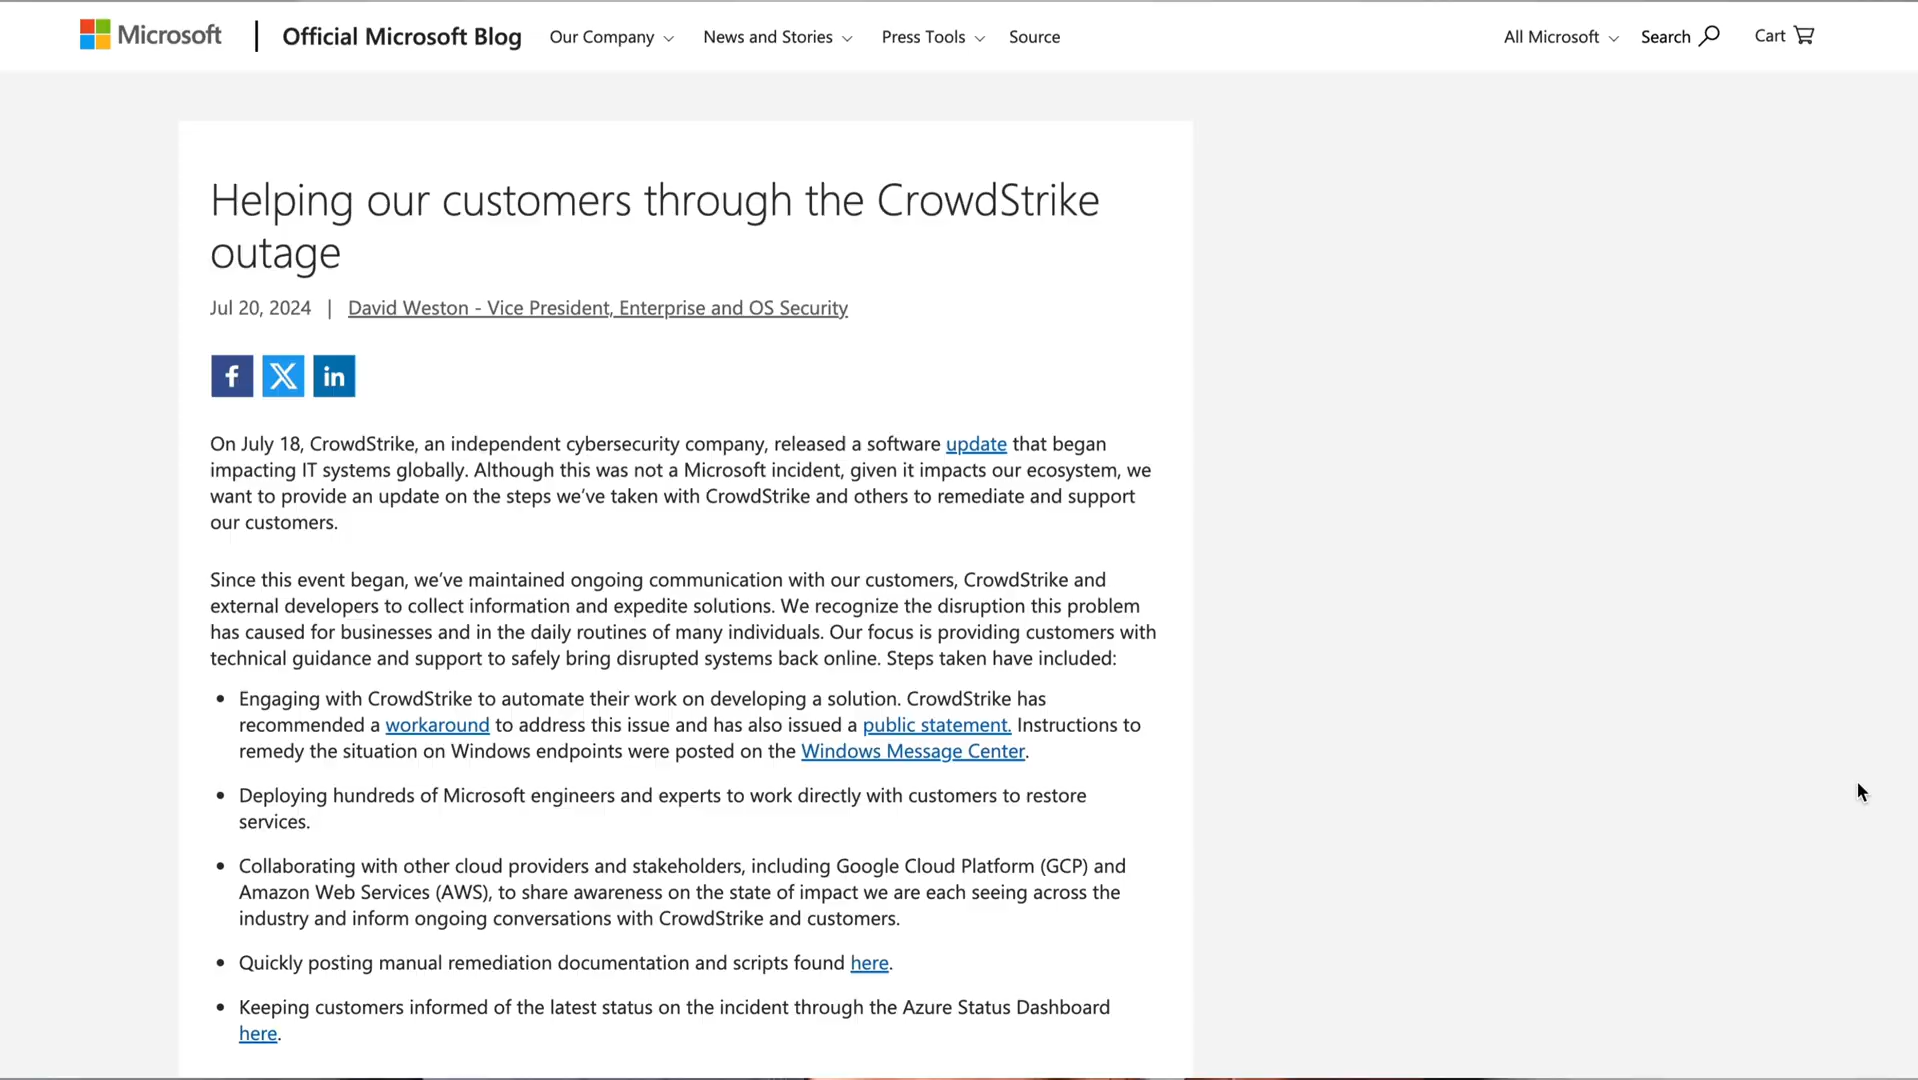 Microsoft
Official Microsoft Blog
Our Company
News and Stories
Press Tools
Source
All Microsoft
Search
Cart
Helping our customers through the CrowdStrike
outage
Jul 20, 2024 | David Weston - Vice President, Enterprise and OS Security
f X in
On July 18, CrowdStrike, an independent cybersecurity company, released a software update that began
impacting IT systems globally. Although this was not a Microsoft incident, given it impacts our ecosystem, we
want to provide an update on the steps we’ve taken with CrowdStrike and others to remediate and support
our customers.
Since this event began, we’ve maintained ongoing communication with our customers, CrowdStrike and
external developers to collect information and expedite solutions. We recognize the disruption this problem
has caused for businesses and in the daily routines of many individuals. Our focus is providing customers with
technical guidance and support to safely bring disrupted systems back online. Steps taken have included:
• Engaging with CrowdStrike to automate their work on developing a solution. CrowdStrike has
recommended a workaround to address this issue and has also issued a public statement. Instructions to
remedy the situation on Windows endpoints were posted on the Windows Message Center.
• Deploying hundreds of Microsoft engineers and experts to work directly with customers to restore
services.
• Collaborating with other cloud providers and stakeholders, including Google Cloud Platform (GCP) and
Amazon Web Services (AWS), to share awareness on the state of impact we are each seeing across the
industry and inform ongoing conversations with CrowdStrike and customers.
• Quickly posting manual remediation documentation and scripts found here.
• Keeping customers informed of the latest status on the incident through the Azure Status Dashboard
here.